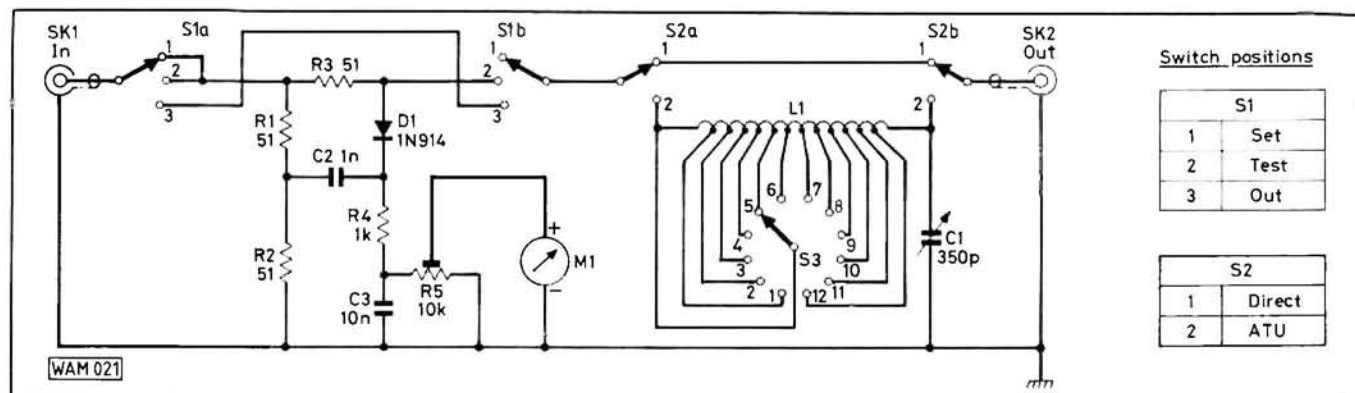 SK1
In
S1a
1
2
3
R3 51
R1
51
D1
1N914
C2 1n
R4
1k
R2
51
C3
10n
R5
10k
+
M1
−
S1b
1
2
3
S2a
1
2
L1
S3
1
2
3
4
5
6
7
8
9
10
11
12
S2b
1
2
C1
350p
SK2
Out
WAM 021
Switch positions
S1
1 Set
2 Test
3 Out
S2
1 Direct
2 ATU